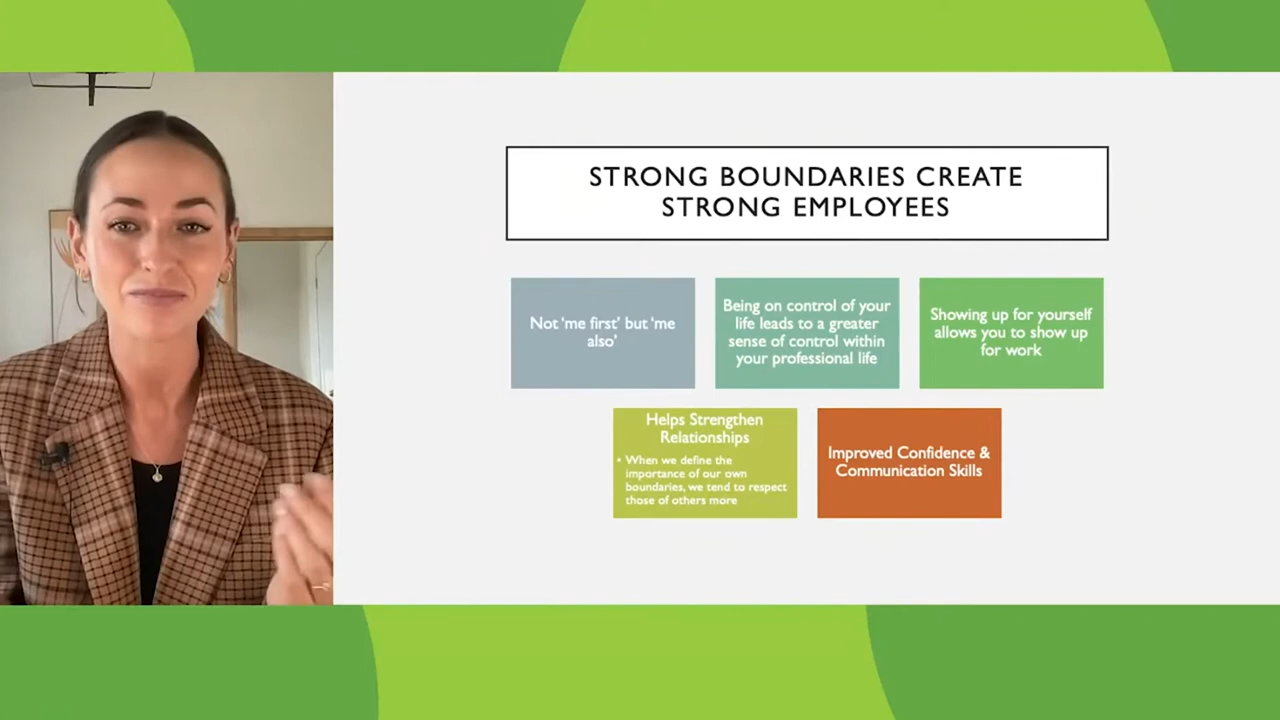 STRONG BOUNDARIES CREATE
STRONG EMPLOYEES
Not ‘me first’ but ‘me
also’
Being on control of your
life leads to a greater
sense of control within
your professional life
Showing up for yourself
allows you to show up
for work
Helps Strengthen
Relationships
• When we define the
importance of our own
boundaries, we tend to respect
those of others more
Improved Confidence &
Communication Skills